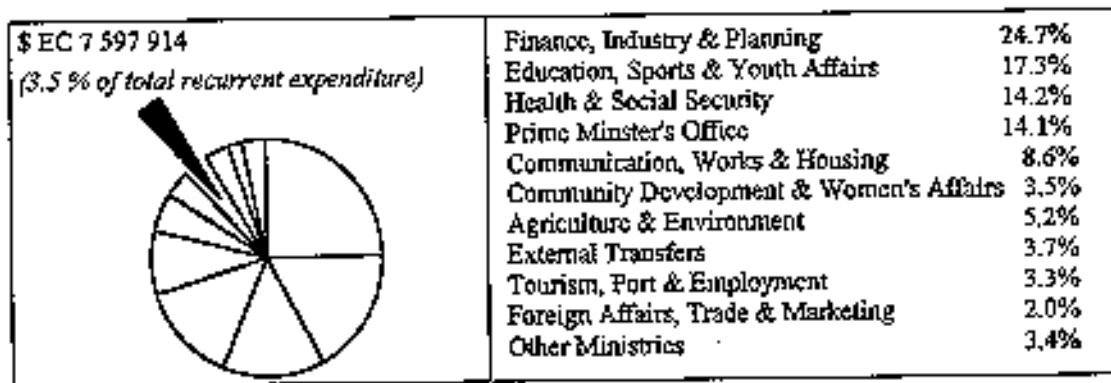 $ EC 7 597 914
(3.5 % of total recurrent expenditure)
Finance, Industry & Planning 24.7%
Education, Sports & Youth Affairs 17.3%
Health & Social Security 14.2%
Prime Minster's Office 14.1%
Communication, Works & Housing 8.6%
Community Development & Women's Affairs 3.5%
Agriculture & Environment 5.2%
External Transfers 3.7%
Tourism, Port & Employment 3.3%
Foreign Affairs, Trade & Marketing 2.0%
Other Ministries 3.4%